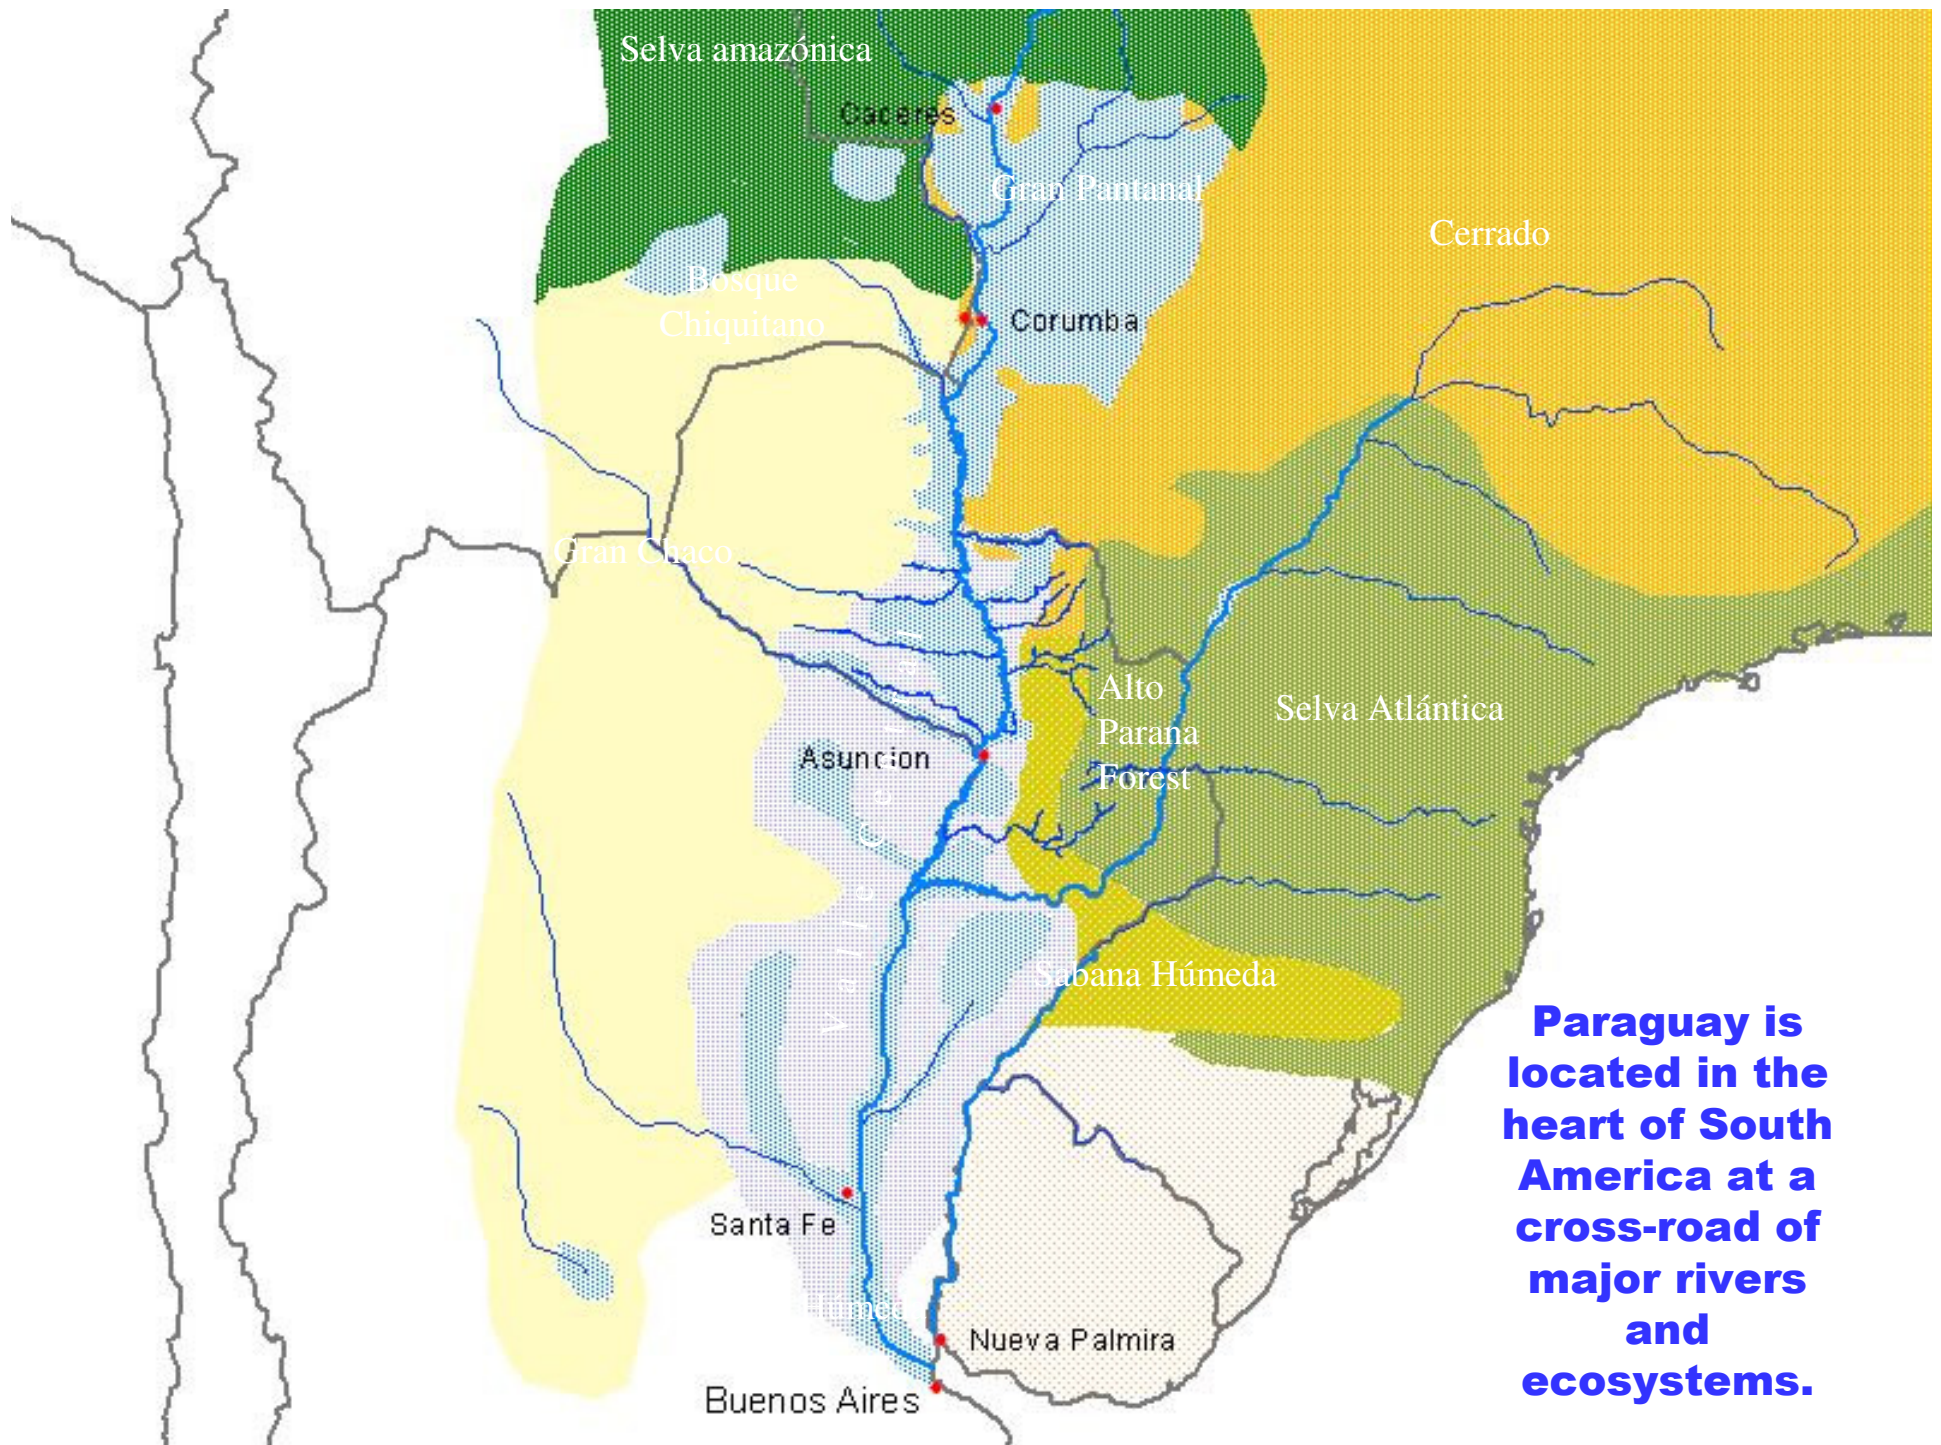 Selva amazónica
Caceres
Gran Pantanal
Cerrado
Bosque
Chiquitano
Corumba
Gran Chaco
Alto
Parana
Forest
Selva Atlántica
Asuncion
Valle Central
Sabana Húmeda
Paraguay is
located in the
heart of South
America at a
cross-road of
major rivers
and
ecosystems.
Santa Fe
Nueva Palmira
Buenos Aires